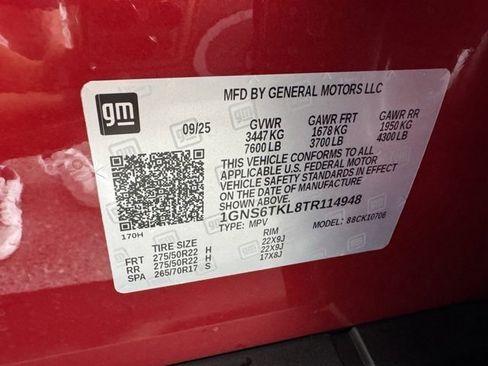 gm
MFD BY GENERAL MOTORS LLC
09/25 GVWR GAWR FRT GAWR RR
3447 KG 1678 KG 1950 KG
7600 LB 3700 LB 4300 LB
THIS VEHICLE CONFORMS TO ALL
APPLICABLE U.S. FEDERAL MOTOR
VEHICLE SAFETY STANDARDS IN EFFECT
ON THE DATE OF MANUFACTURE
SHOWN ABOVE.
1GNS6TKL8TR114948
170H TYPE: MPV MODEL: 88CK10706
TIRE SIZE RIM
FRT 275/50R22 H 22X9J
RR 275/50R22 H 22X9J
SPA 265/70R17 S 17X8J